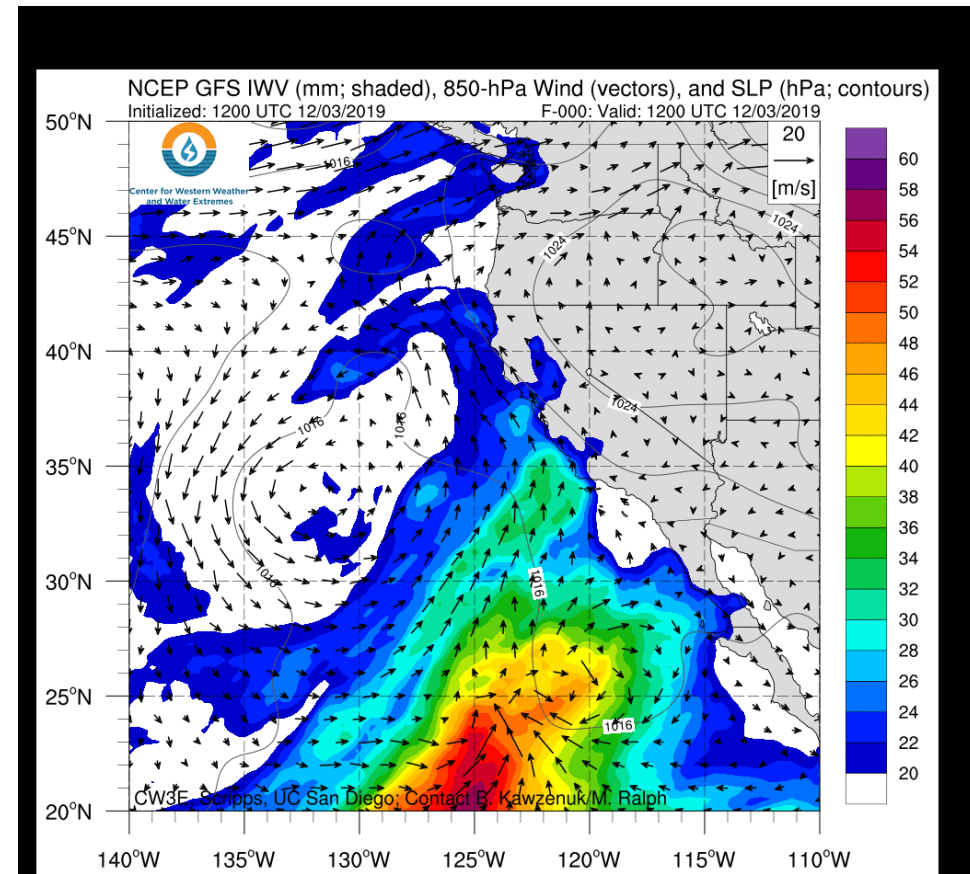 NCEP GFS IWV (mm; shaded), 850-hPa Wind (vectors), and SLP (hPa; contours)
Initialized: 1200 UTC 12/03/2019 F-000: Valid: 1200 UTC 12/03/2019
50°N
20
[m/s]
Center for Western Weather
and Water Extremes
1016
1024
1024
45°N
40°N
1024
1016
1016
35°N
1016
1016
30°N
25°N
1016
20°N
CW3E, Scripps, UC San Diego; Contact B. Kawzenuk/M. Ralph
140°W 135°W 130°W 125°W 120°W 115°W 110°W
60
58
56
54
52
50
48
46
44
42
40
38
36
34
32
30
28
26
24
22
20